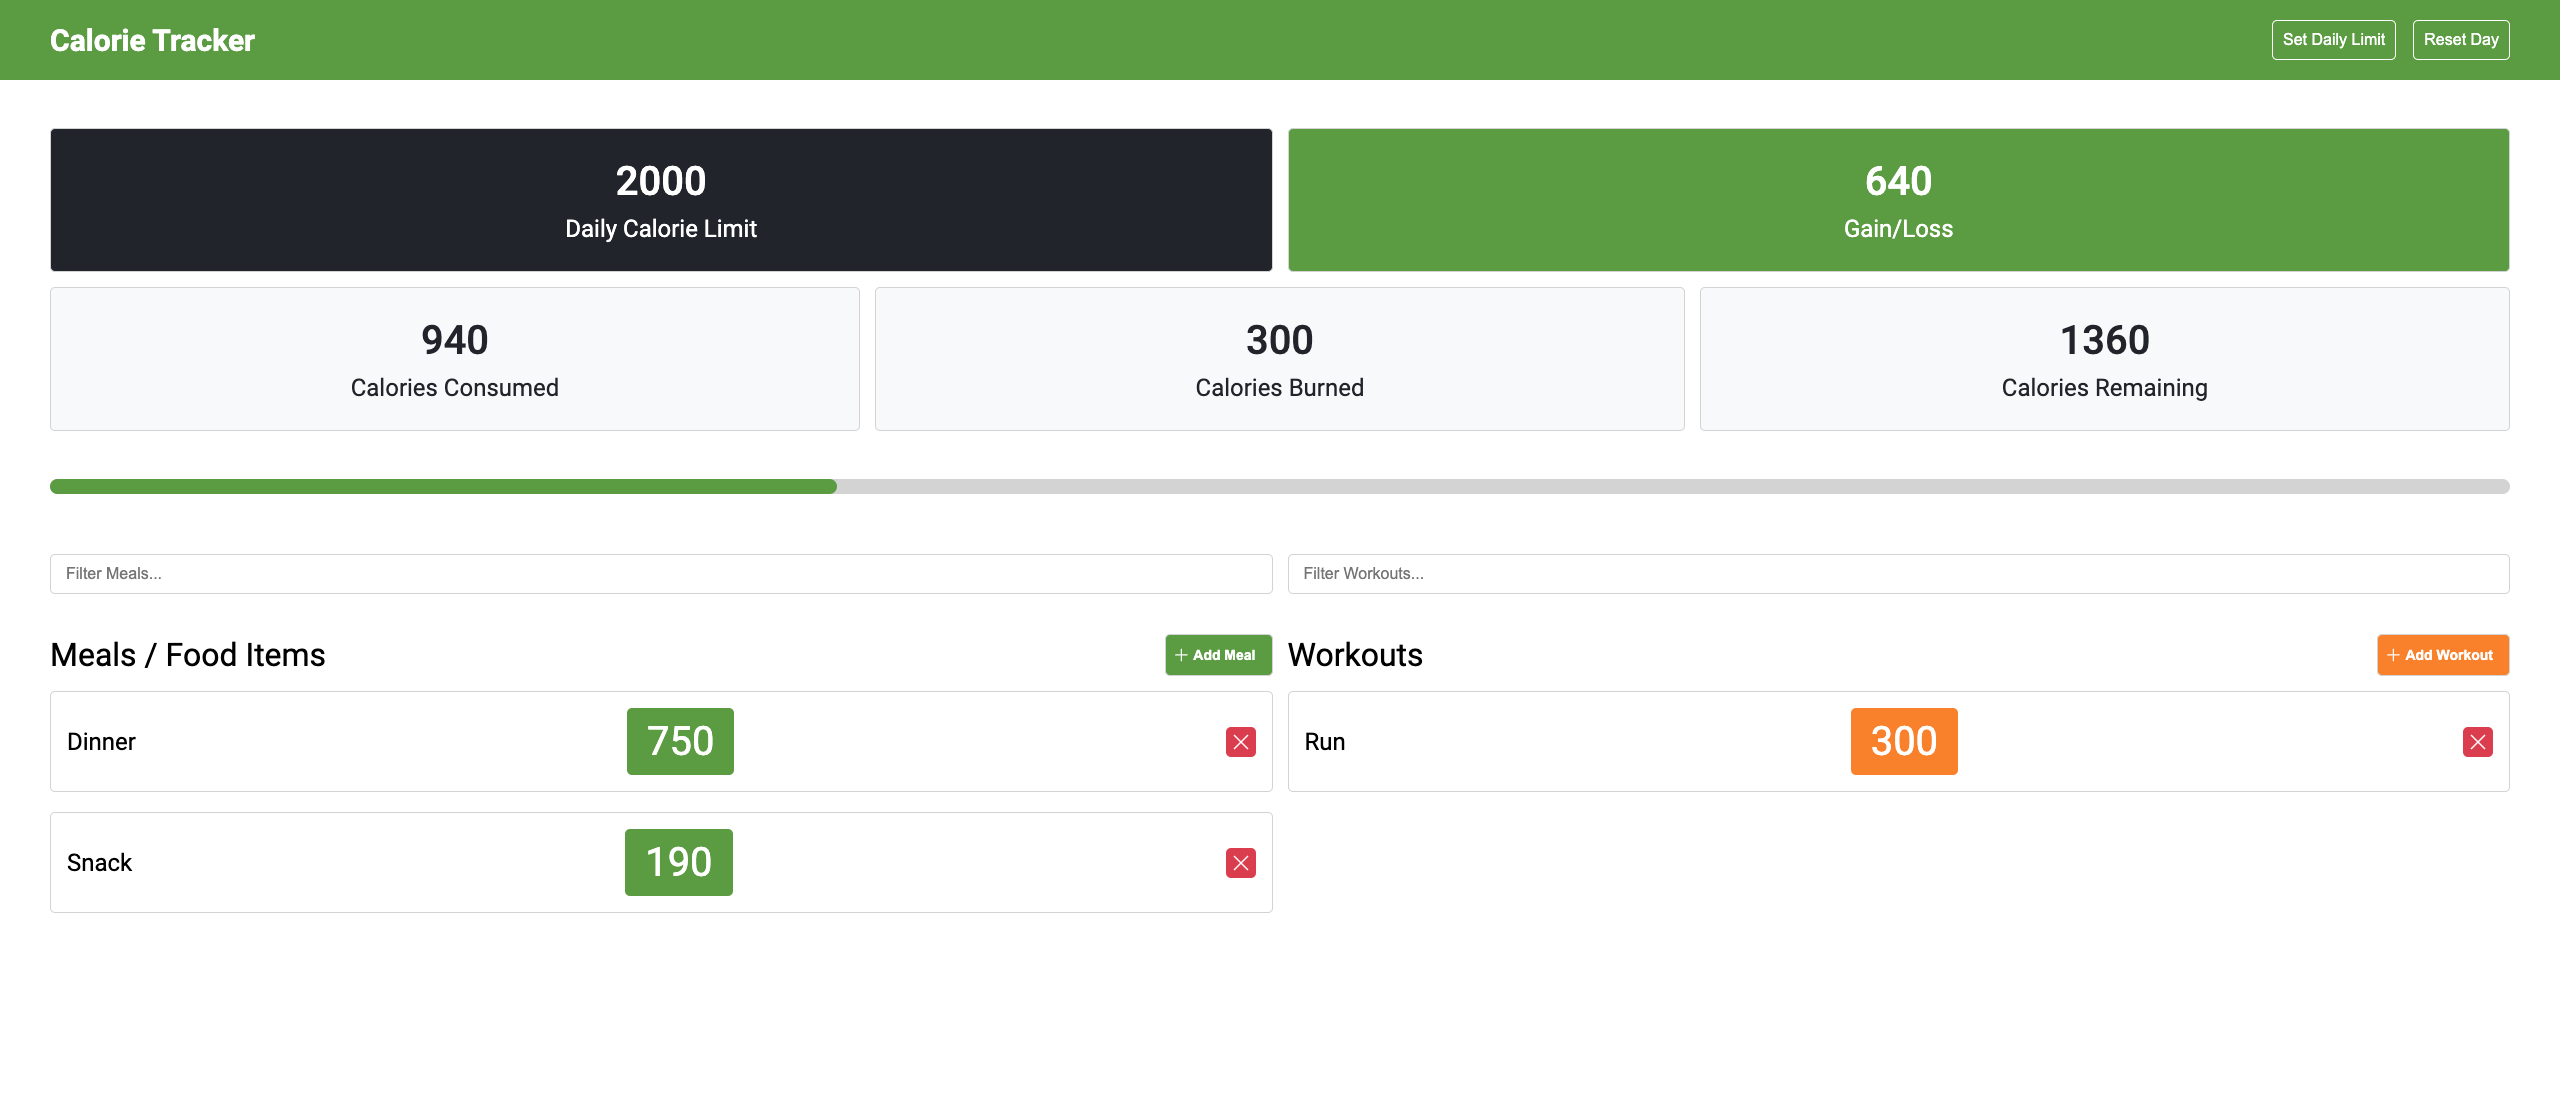 Calorie Tracker
Set Daily Limit
Reset Day
2000
Daily Calorie Limit
640
Gain/Loss
940
Calories Consumed
300
Calories Burned
1360
Calories Remaining
Filter Meals...
Filter Workouts...
Meals / Food Items
Add Meal
Dinner
750
Snack
190
Workouts
Add Workout
Run
300